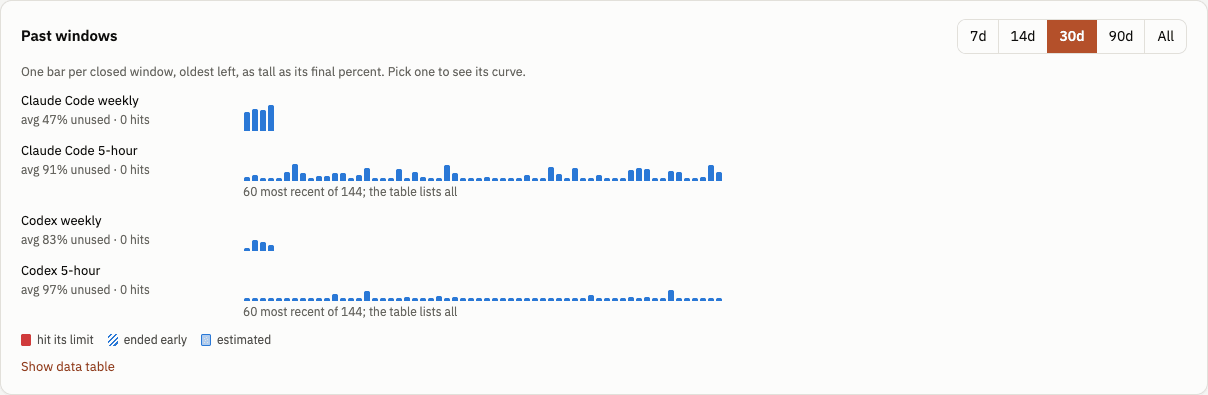 Past windows
7d 14d 30d 90d All
One bar per closed window, oldest left, as tall as its final percent. Pick one to see its curve.
Claude Code weekly
avg 47% unused · 0 hits
Claude Code 5-hour
avg 91% unused · 0 hits
60 most recent of 144; the table lists all
Codex weekly
avg 83% unused · 0 hits
Codex 5-hour
avg 97% unused · 0 hits
60 most recent of 144; the table lists all
hit its limit ended early estimated
Show data table